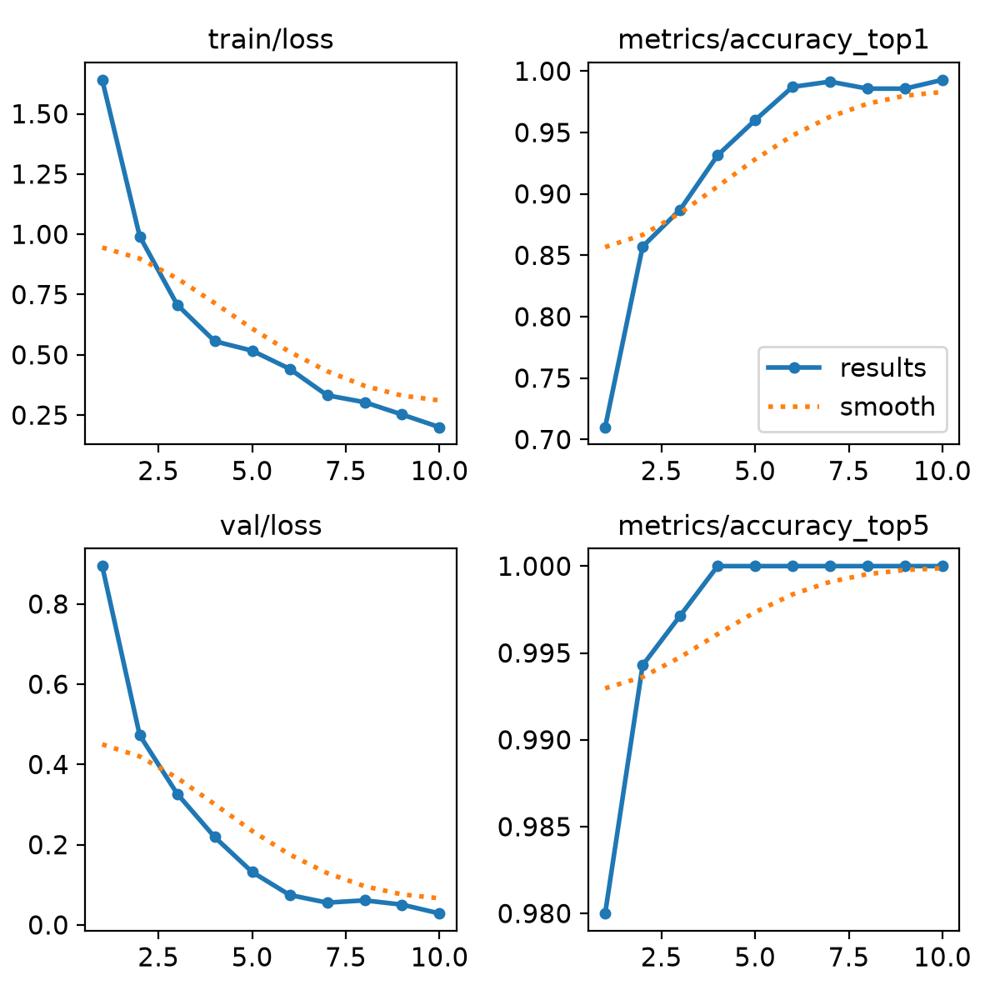 train/loss
1.50
1.25
1.00
0.75
0.50
0.25
2.5 5.0 7.5 10.0
metrics/accuracy_top1
1.00
0.95
0.90
0.85
0.80
0.75
0.70
results
smooth
2.5 5.0 7.5 10.0
val/loss
0.8
0.6
0.4
0.2
0.0
2.5 5.0 7.5 10.0
metrics/accuracy_top5
1.000
0.995
0.990
0.985
0.980
2.5 5.0 7.5 10.0